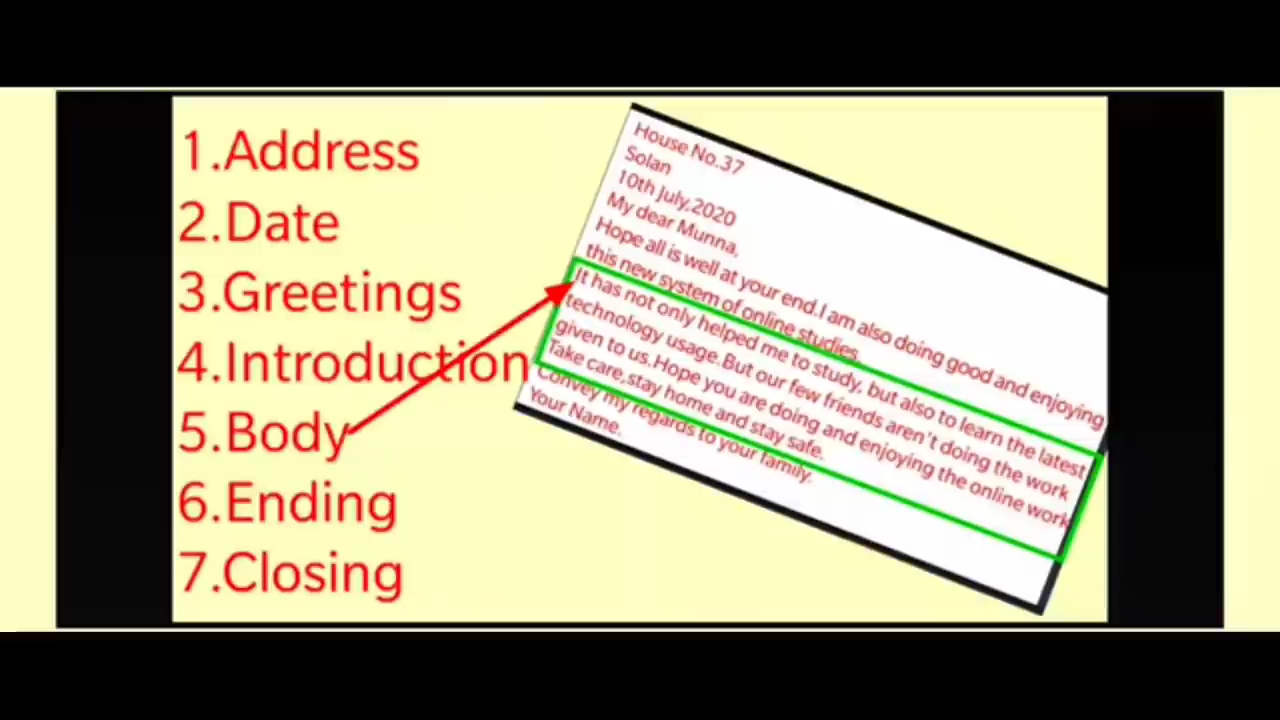 1.Address
2.Date
3.Greetings
4.Introduction
5.Body
6.Ending
7.Closing
House No.37
Solan
10th July,2020
My dear Munna,
Hope all is well at your end.I am also doing good and enjoying
this new system of online studies.
It has not only helped me to study, but also to learn the latest
technology usage.But our few friends aren't doing the work
given to us.Hope you are doing and enjoying the online work
Take care,stay home and stay safe.
Convey my regards to your family.
Your Name.